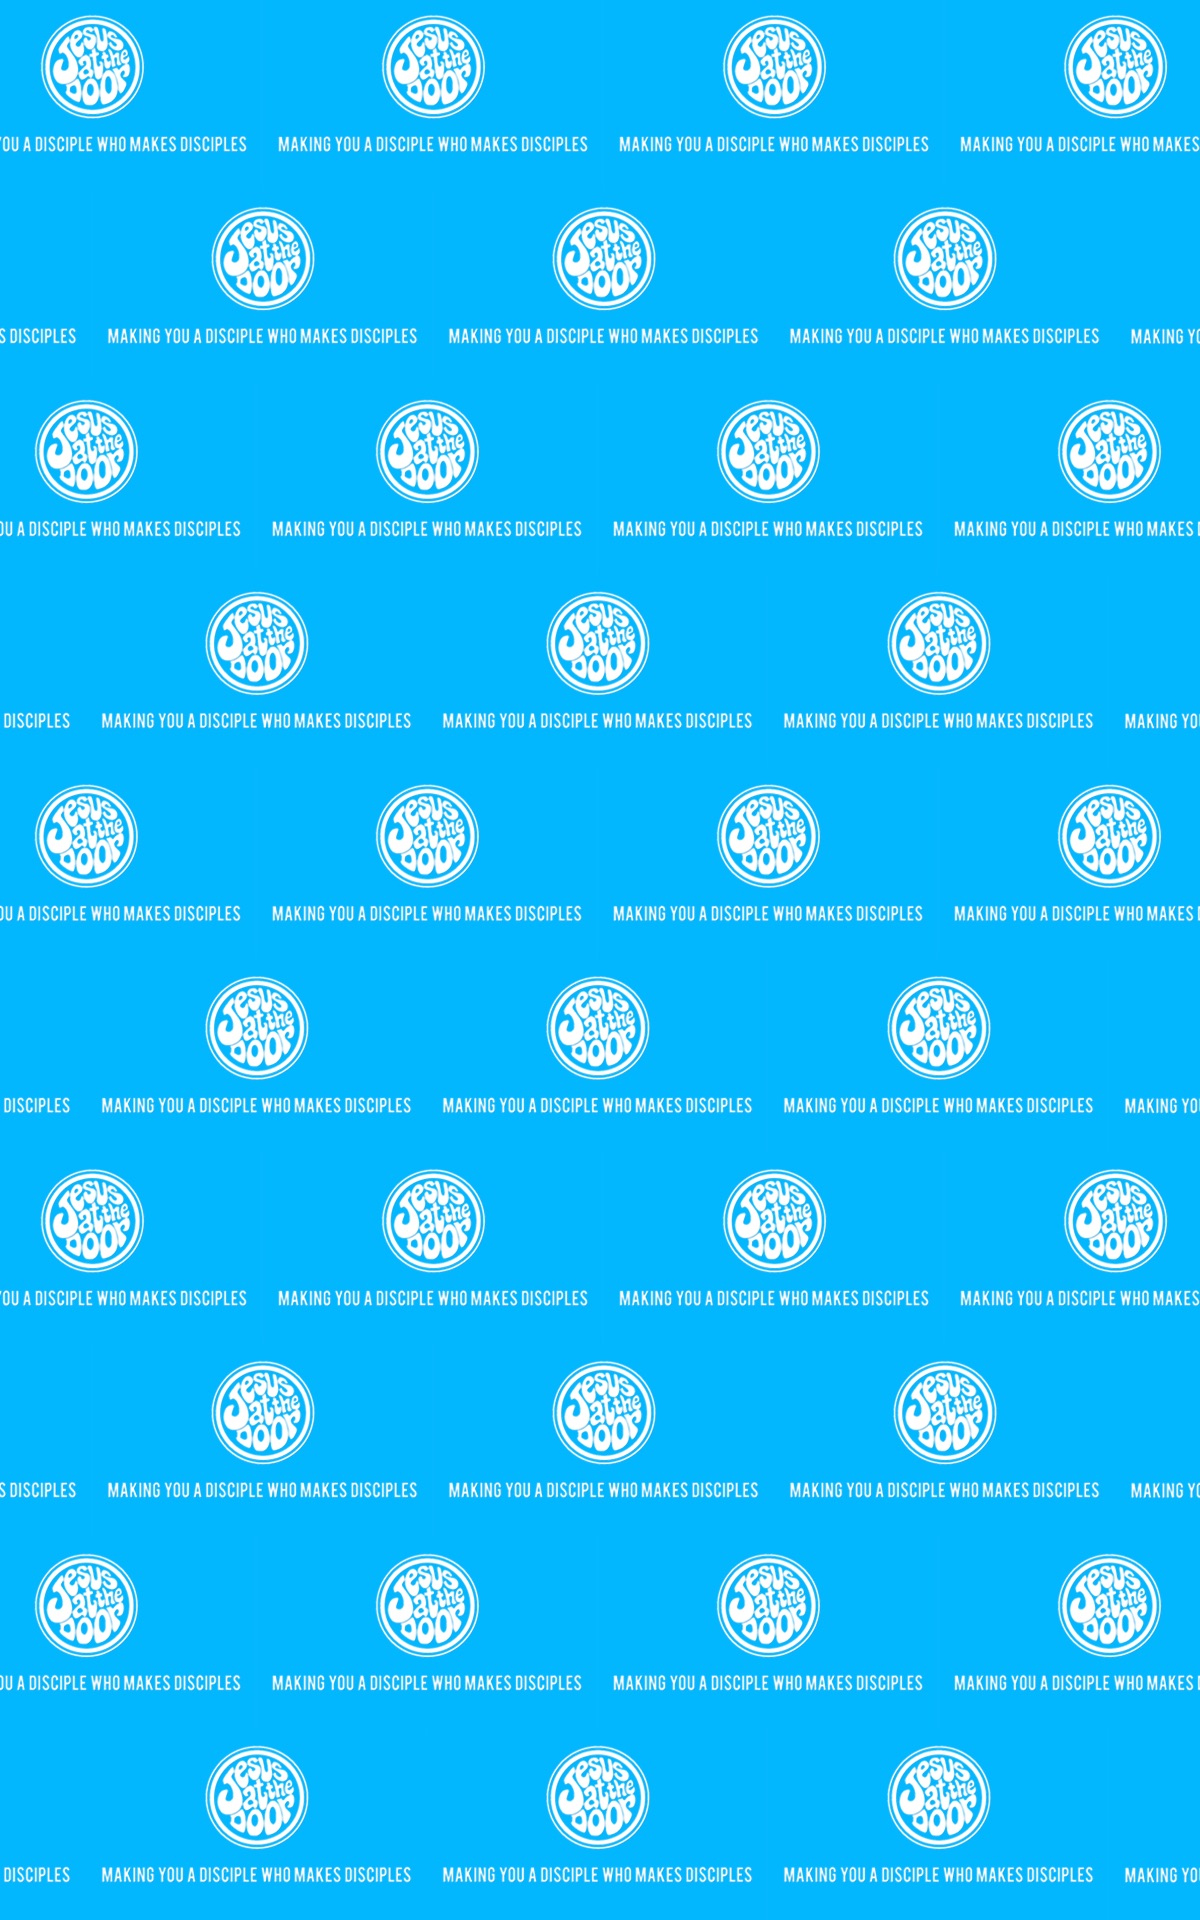 Jesus at the Door Jesus at the Door Jesus at the Door Jesus at the Door
YOU A DISCIPLE WHO MAKES DISCIPLES MAKING YOU A DISCIPLE WHO MAKES DISCIPLES MAKING YOU A DISCIPLE WHO MAKES DISCIPLES MAKING YOU A DISCIPLE WHO MAKES
Jesus at the Door Jesus at the Door Jesus at the Door
S DISCIPLES MAKING YOU A DISCIPLE WHO MAKES DISCIPLES MAKING YOU A DISCIPLE WHO MAKES DISCIPLES MAKING YOU A DISCIPLE WHO MAKES DISCIPLES MAKING YO
Jesus at the Door Jesus at the Door Jesus at the Door Jesus at the Door
OU A DISCIPLE WHO MAKES DISCIPLES MAKING YOU A DISCIPLE WHO MAKES DISCIPLES MAKING YOU A DISCIPLE WHO MAKES DISCIPLES MAKING YOU A DISCIPLE WHO MAKES
Jesus at the Door Jesus at the Door Jesus at the Door
DISCIPLES MAKING YOU A DISCIPLE WHO MAKES DISCIPLES MAKING YOU A DISCIPLE WHO MAKES DISCIPLES MAKING YOU A DISCIPLE WHO MAKES DISCIPLES MAKING YOU
Jesus at the Door Jesus at the Door Jesus at the Door Jesus at the Door
OU A DISCIPLE WHO MAKES DISCIPLES MAKING YOU A DISCIPLE WHO MAKES DISCIPLES MAKING YOU A DISCIPLE WHO MAKES DISCIPLES MAKING YOU A DISCIPLE WHO MAKES
Jesus at the Door Jesus at the Door Jesus at the Door
DISCIPLES MAKING YOU A DISCIPLE WHO MAKES DISCIPLES MAKING YOU A DISCIPLE WHO MAKES DISCIPLES MAKING YOU A DISCIPLE WHO MAKES DISCIPLES MAKING YOU
Jesus at the Door Jesus at the Door Jesus at the Door Jesus at the Door
YOU A DISCIPLE WHO MAKES DISCIPLES MAKING YOU A DISCIPLE WHO MAKES DISCIPLES MAKING YOU A DISCIPLE WHO MAKES DISCIPLES MAKING YOU A DISCIPLE WHO MAKES
Jesus at the Door Jesus at the Door Jesus at the Door
S DISCIPLES MAKING YOU A DISCIPLE WHO MAKES DISCIPLES MAKING YOU A DISCIPLE WHO MAKES DISCIPLES MAKING YOU A DISCIPLE WHO MAKES DISCIPLES MAKING YO
Jesus at the Door Jesus at the Door Jesus at the Door Jesus at the Door
OU A DISCIPLE WHO MAKES DISCIPLES MAKING YOU A DISCIPLE WHO MAKES DISCIPLES MAKING YOU A DISCIPLE WHO MAKES DISCIPLES MAKING YOU A DISCIPLE WHO MAKES
Jesus at the Door Jesus at the Door Jesus at the Door
DISCIPLES MAKING YOU A DISCIPLE WHO MAKES DISCIPLES MAKING YOU A DISCIPLE WHO MAKES DISCIPLES MAKING YOU A DISCIPLE WHO MAKES DISCIPLES MAKING YOU